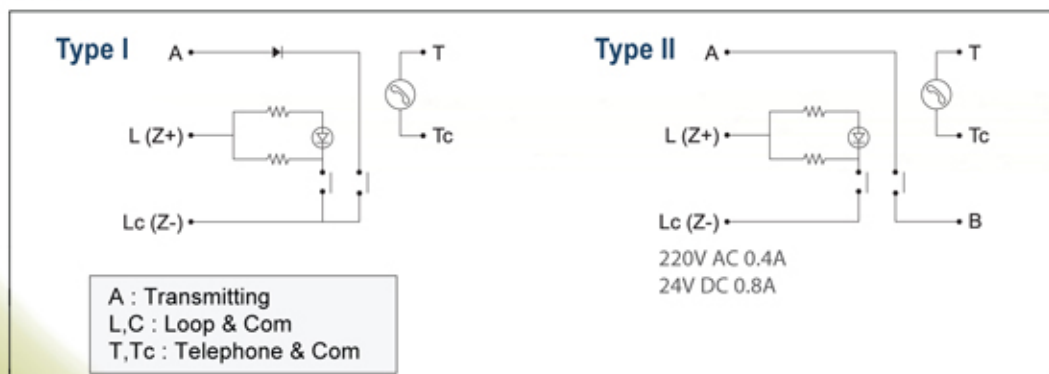 Type I
A
T
L (Z+)
Tc
Lc (Z-)
A : Transmitting
L,C : Loop & Com
T,Tc : Telephone & Com
Type II
A
T
L (Z+)
Tc
Lc (Z-)
B
220V AC 0.4A
24V DC 0.8A